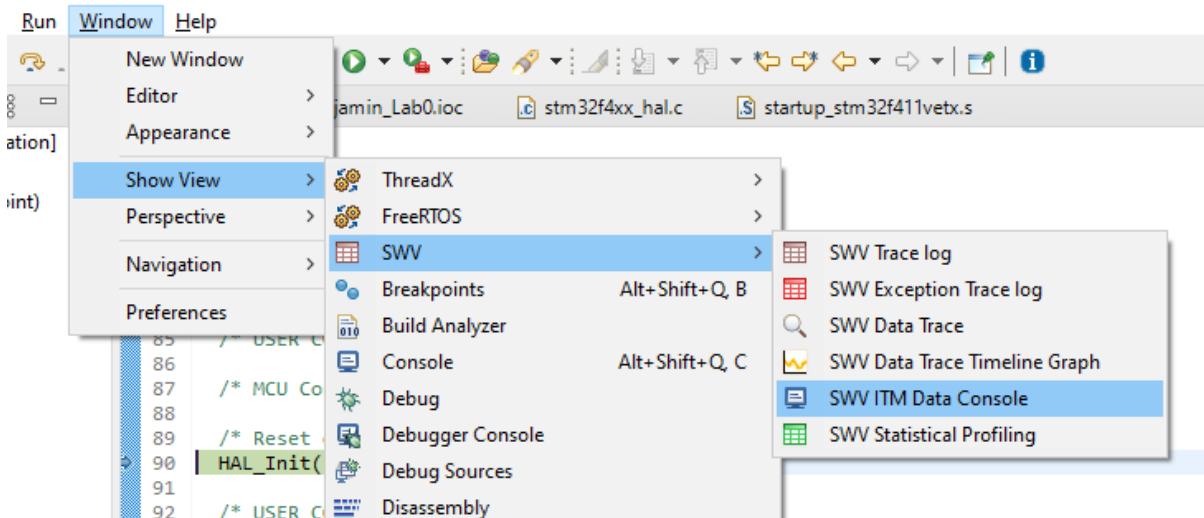 Run Window Help
New Window
Editor
Appearance
Show View
Perspective
Navigation
Preferences
jamin_Lab0.ioc
stm32f4xx_hal.c
startup_stm32f411vetx.s
ation]
oint)
ThreadX
FreeRTOS
SWV
Breakpoints Alt+Shift+Q, B
Build Analyzer
Console Alt+Shift+Q, C
Debug
Debugger Console
Debug Sources
Disassembly
SWV Trace log
SWV Exception Trace log
SWV Data Trace
SWV Data Trace Timeline Graph
SWV ITM Data Console
SWV Statistical Profiling
85 /* USER C
86
87 /* MCU Co
88
89 /* Reset
90 HAL_Init(
91
92 /* USER C